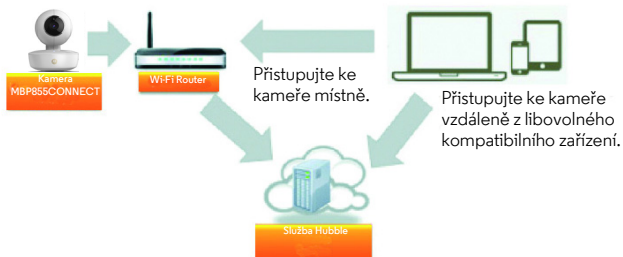 Kamera
MBP855CONNECT
Wi-Fi Router
Přistupujte ke
kameře místně.
Přistupujte ke kameře
vzdáleně z libovolného
kompatibilního zařízení.
Služba Hubble